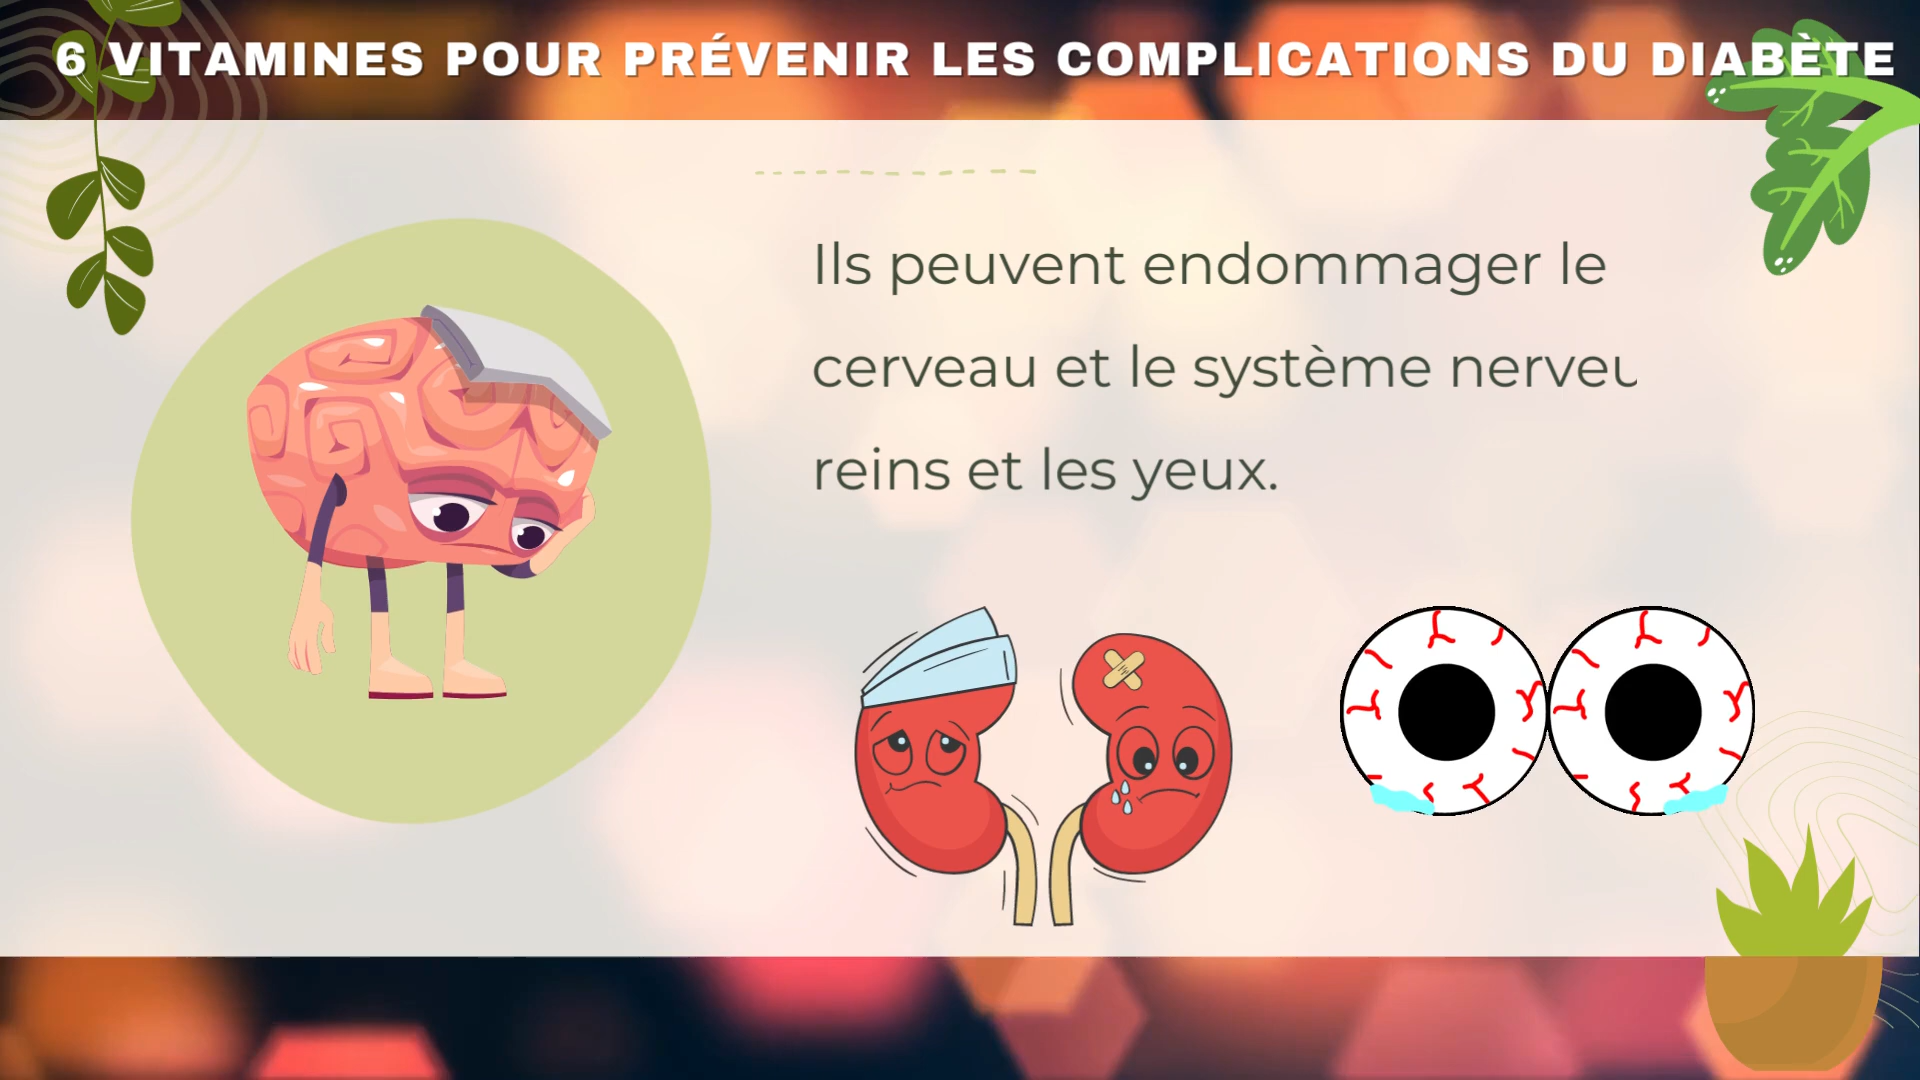 6 VITAMINES POUR PRÉVENIR LES COMPLICATIONS DU DIABÈTE
Ils peuvent endommager le
cerveau et le système
reins et les yeux.